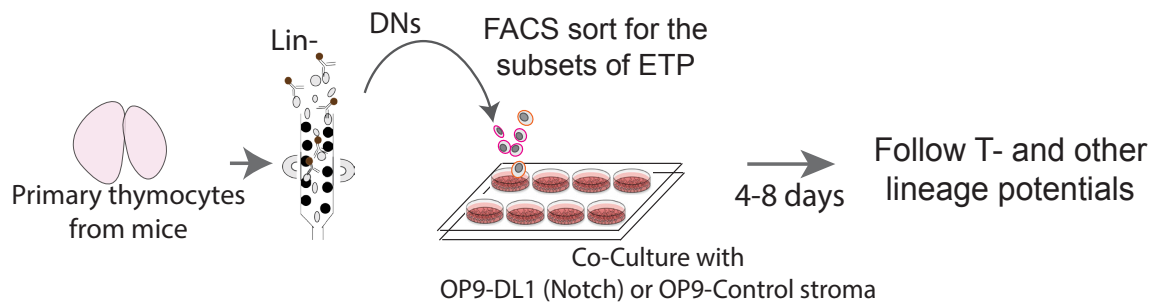 Lin-
DNs
FACS sort for the
subsets of ETP
Primary thymocytes
from mice
4-8 days
Follow T- and other
lineage potentials
Co-Culture with
OP9-DL1 (Notch) or OP9-Control stroma